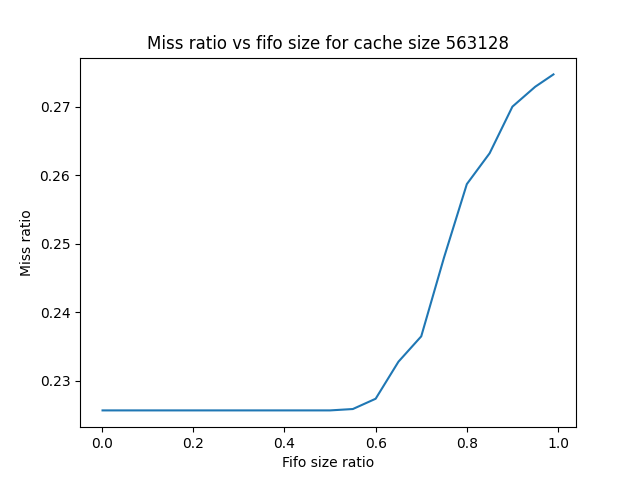 Miss ratio vs fifo size for cache size 563128
0.27
0.26
0.25
0.24
0.23
Miss ratio
0.0 0.2 0.4 0.6 0.8 1.0
Fifo size ratio